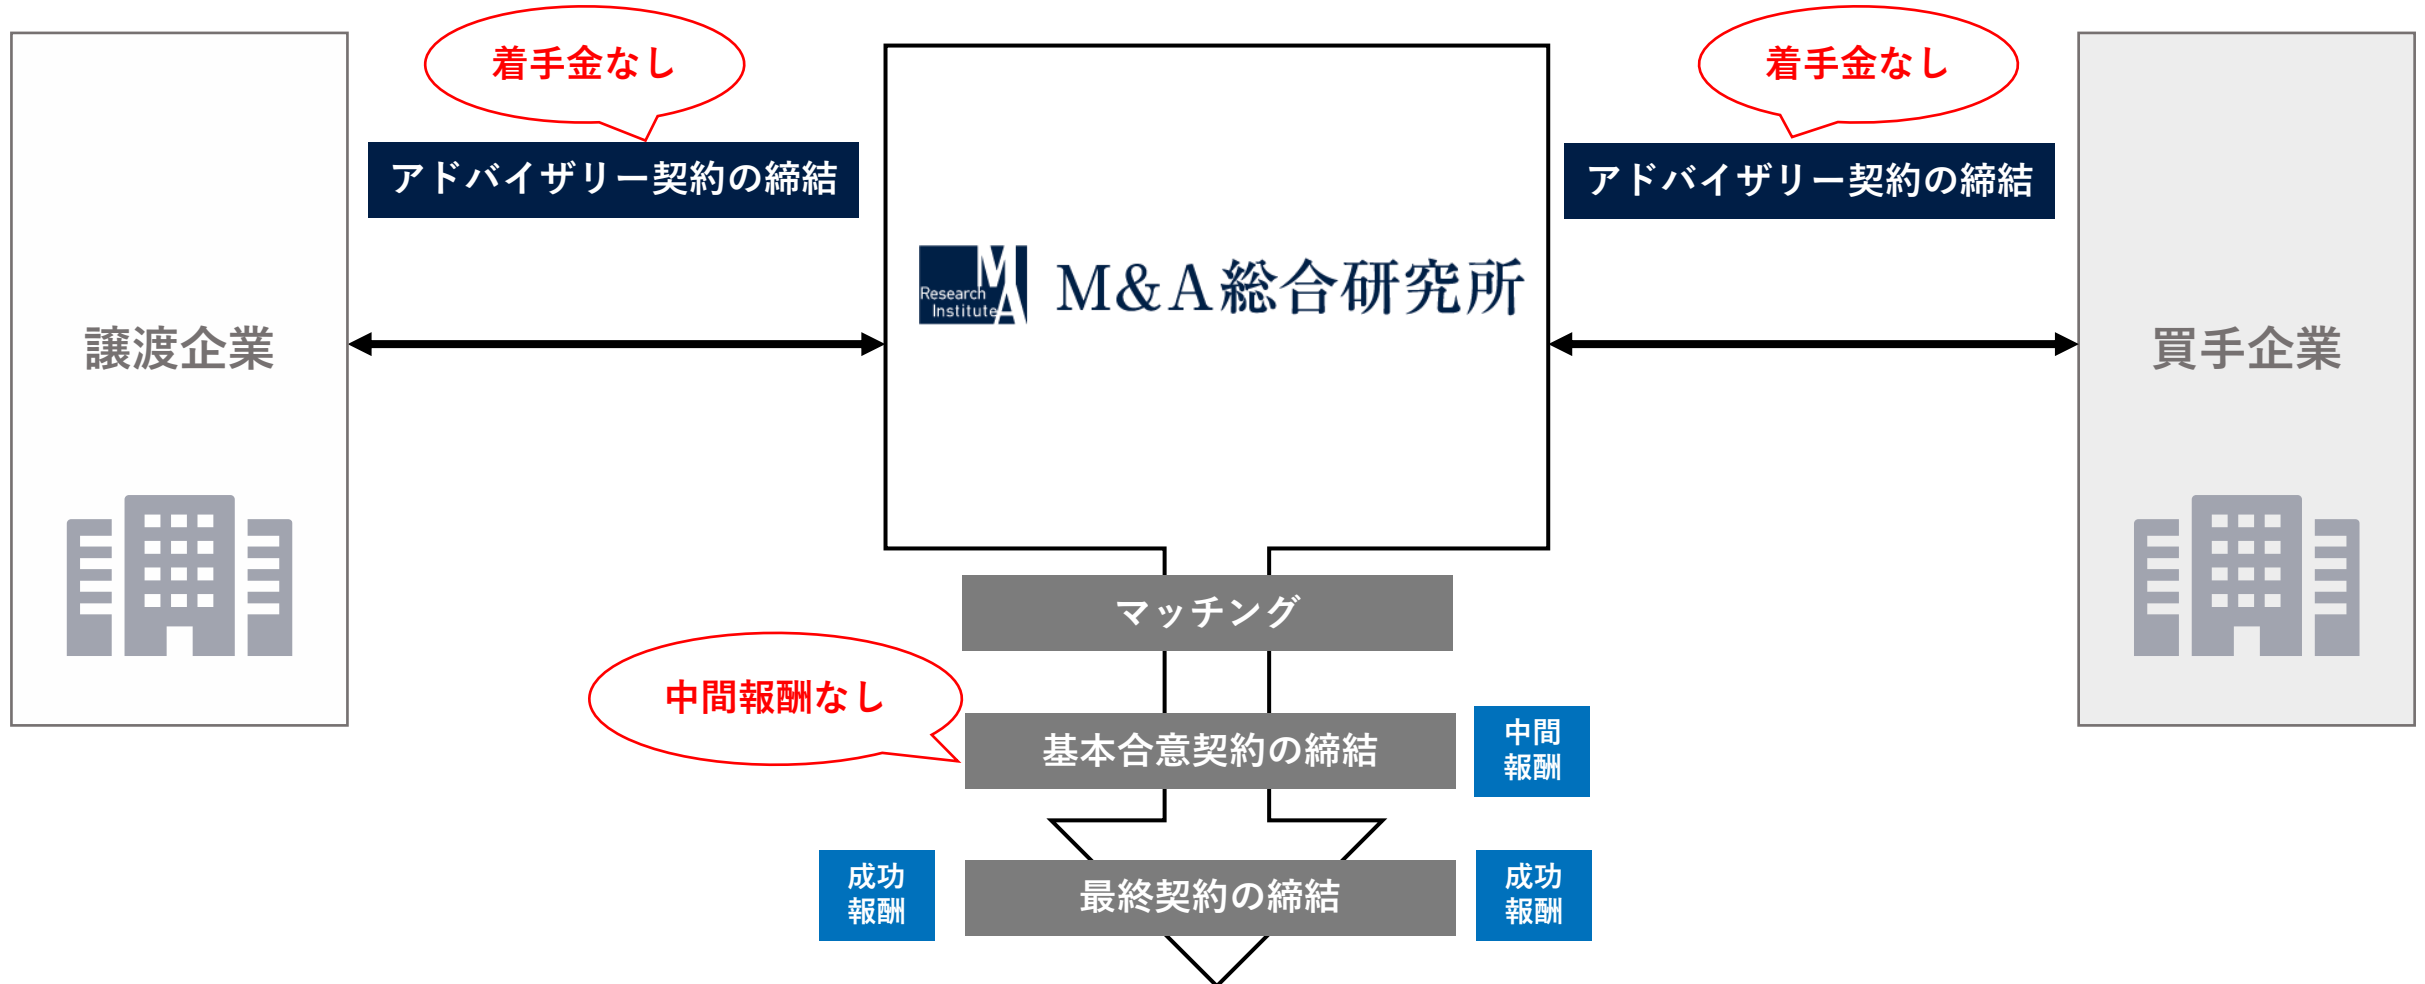 着手金なし
着手金なし
アドバイザリー契約の締結
アドバイザリー契約の締結
MA
Research
Institute
M&A総合研究所
譲渡企業
買手企業
マッチング
中間報酬なし
基本合意契約の締結
中間
報酬
成功
報酬
最終契約の締結
成功
報酬